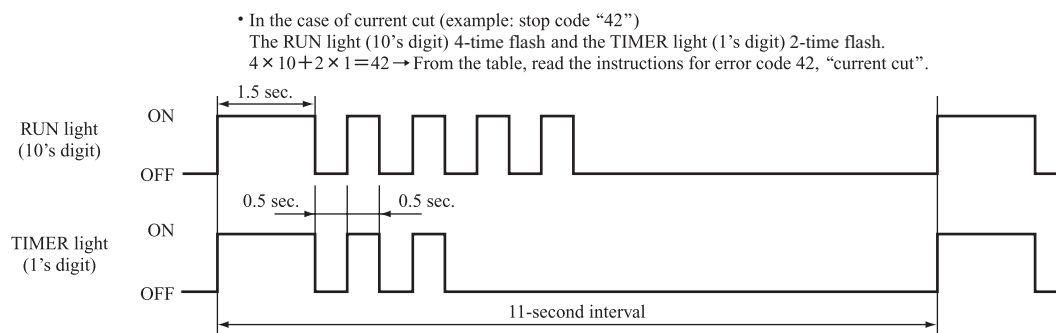 • In the case of current cut (example: stop code “42”)
The RUN light (10’s digit) 4-time flash and the TIMER light (1’s digit) 2-time flash.
4×10+2×1=42→From the table, read the instructions for error code 42, “current cut”.
1.5 sec.
ON
RUN light
(10’s digit)
OFF
0.5 sec.
0.5 sec.
ON
TIMER light
(1’s digit)
OFF
11-second interval